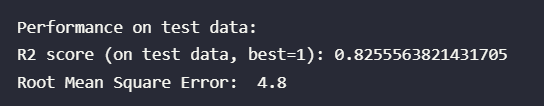 Performance on test data:
R2 score (on test data, best=1): 0.8255563821431705
Root Mean Square Error:  4.8